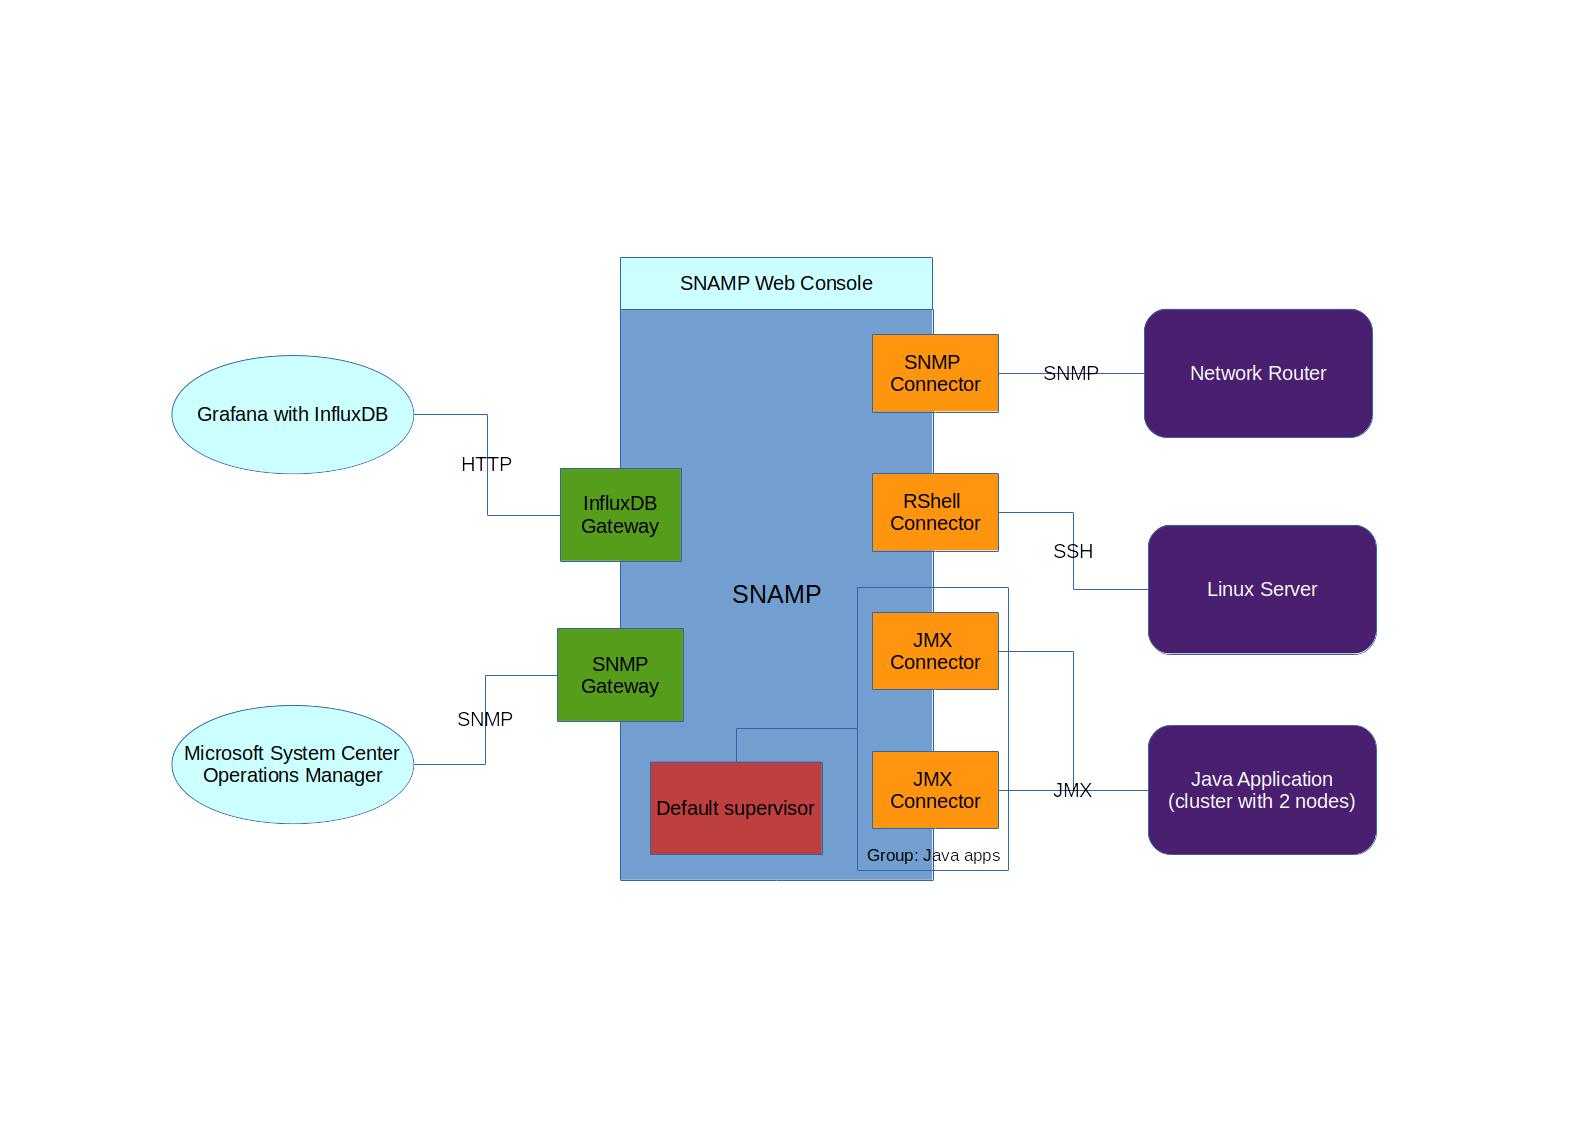 SNAMP Web Console
Grafana with InfluxDB
HTTP
InfluxDB
Gateway
SNMP
Gateway
SNMP
Microsoft System Center
Operations Manager
SNAMP
Default supervisor
SNMP
Connector
RShell
Connector
JMX
Connector
JMX
Connector
Group: Java apps
SNMP
SSH
JMX
Network Router
Linux Server
Java Application
(cluster with 2 nodes)